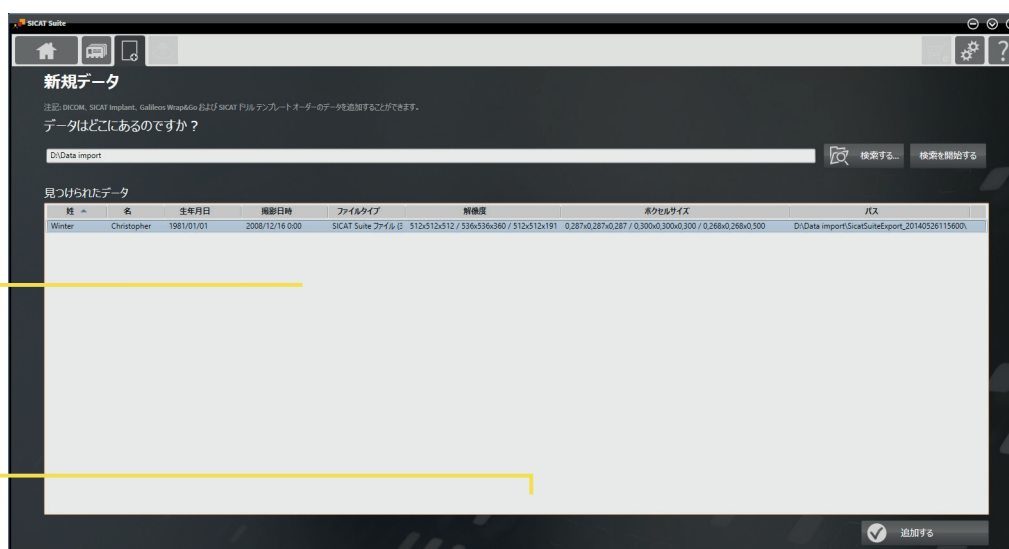 SICAT Suite
新規データ
注記: DICOM、SICAT Implant、Galileos Wrap&Go および SICAT ドリル テンプレート オーダーのデータを追加することができます。
データはどこにあるのですか？
D:\Data import 検索する... 検索を開始する
見つけられたデータ
姓 名 生年月日 撮影日時 ファイルタイプ 解像度 ボクセルサイズ パス
Winter Christopher 1981/01/01 2008/12/16 0:00 SICAT Suite ファイル (3 512x512x512 / 536x536x360 / 512x512x191 0,287x0,287x0,287 / 0,300x0,300x0,300 / 0,268x0,268x0,500 D:\Data import\SicatSuiteExport_20140526115600\
追加する